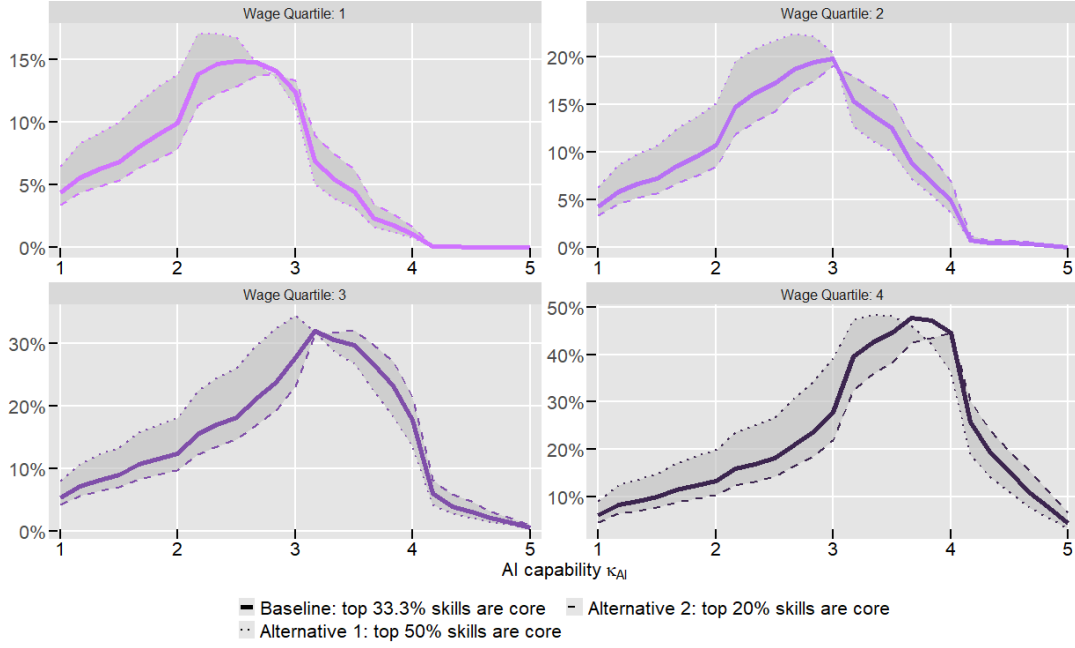 Wage Quartile: 1
Wage Quartile: 2
15%
10%
5%
0%
1 2 3 4 5
20%
15%
10%
5%
0%
1 2 3 4 5
Wage Quartile: 3
Wage Quartile: 4
30%
20%
10%
0%
1 2 3 4 5
50%
40%
30%
20%
10%
1 2 3 4 5
AI capability κAI
Baseline: top 33.3% skills are core
Alternative 2: top 20% skills are core
Alternative 1: top 50% skills are core